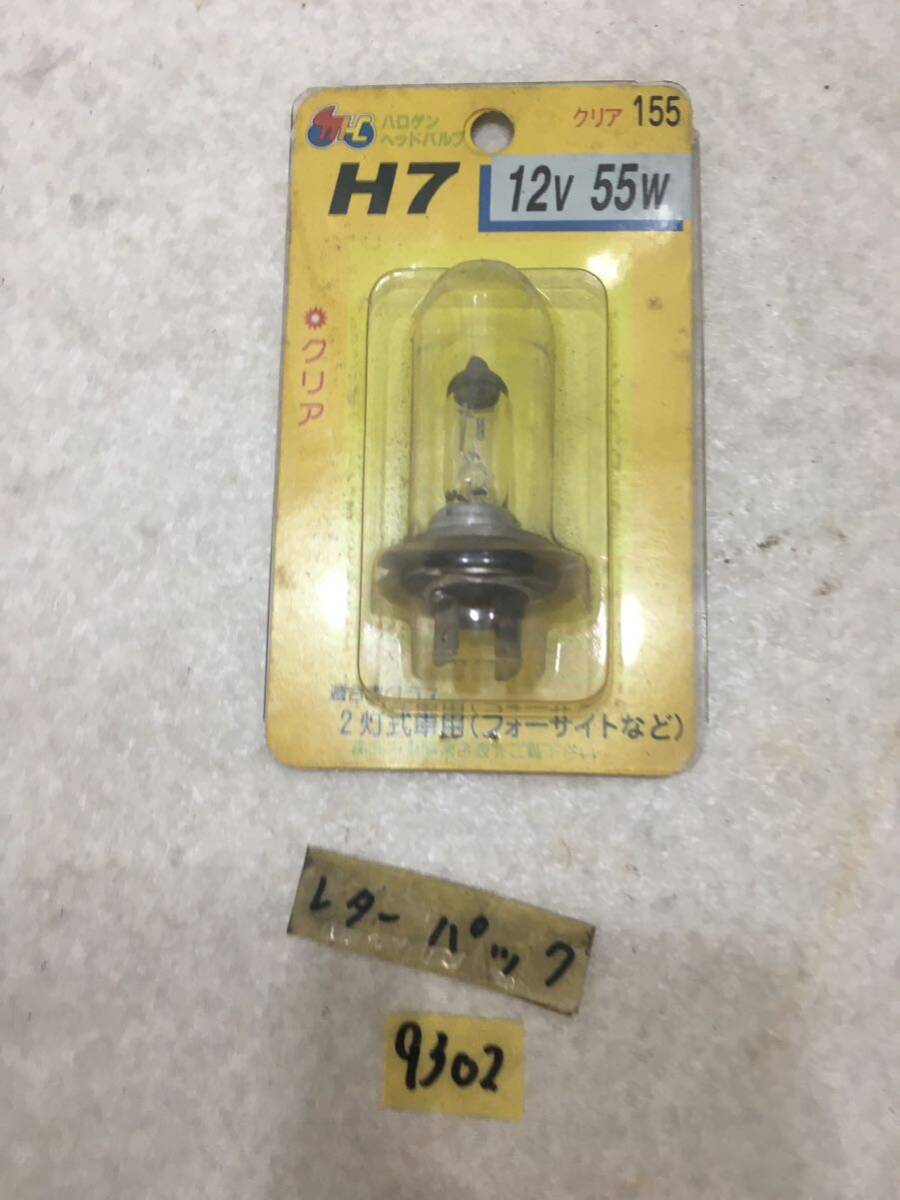 ハロゲン
ヘッドバルブ
クリア 155
H7
12V 55W
クリア
2灯式車用(フォーサイトなど)
レターパック
9302